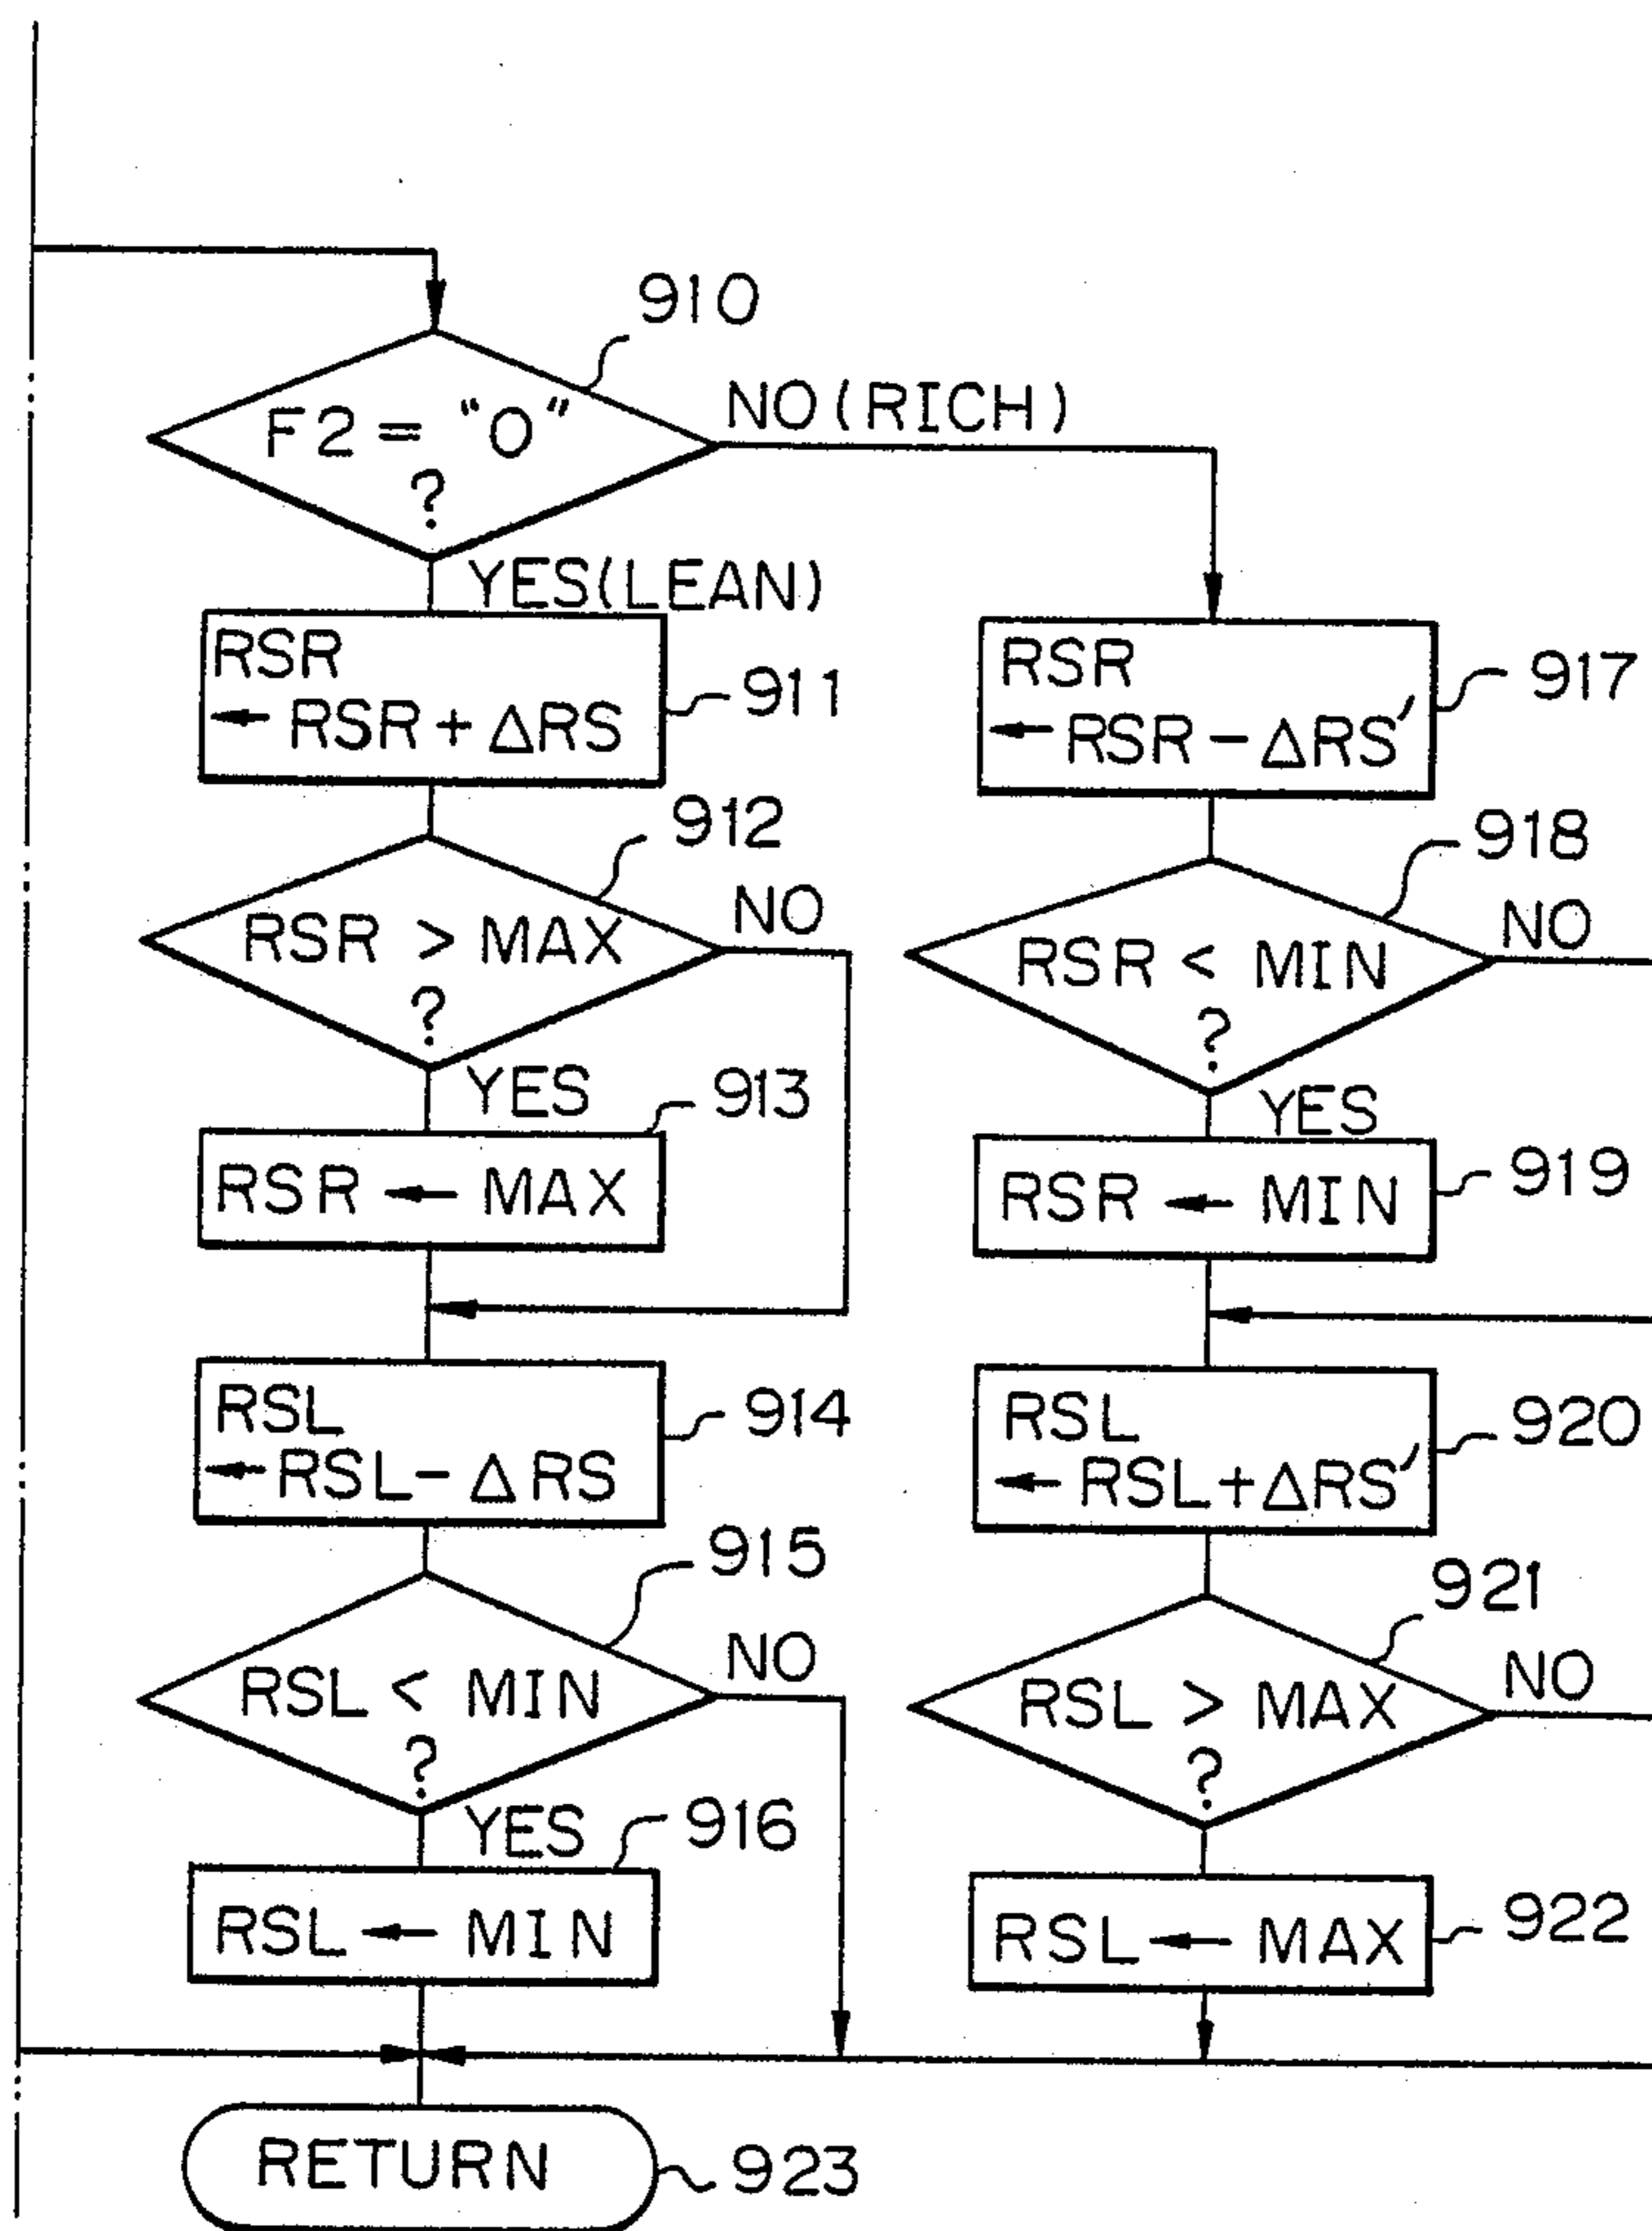 910
F2 = "0"
?
NO (RICH)
YES(LEAN)
RSR
← RSR + ΔRS
911
912
RSR > MAX
?
NO
YES
913
RSR ← MAX
RSL
← RSL - ΔRS
914
915
RSL < MIN
?
NO
YES
916
RSL ← MIN
RETURN
923
RSR
← RSR - ΔRS'
917
918
RSR < MIN
?
NO
YES
919
RSR ← MIN
RSL
← RSL + ΔRS'
920
921
RSL > MAX
?
NO
RSL ← MAX
922